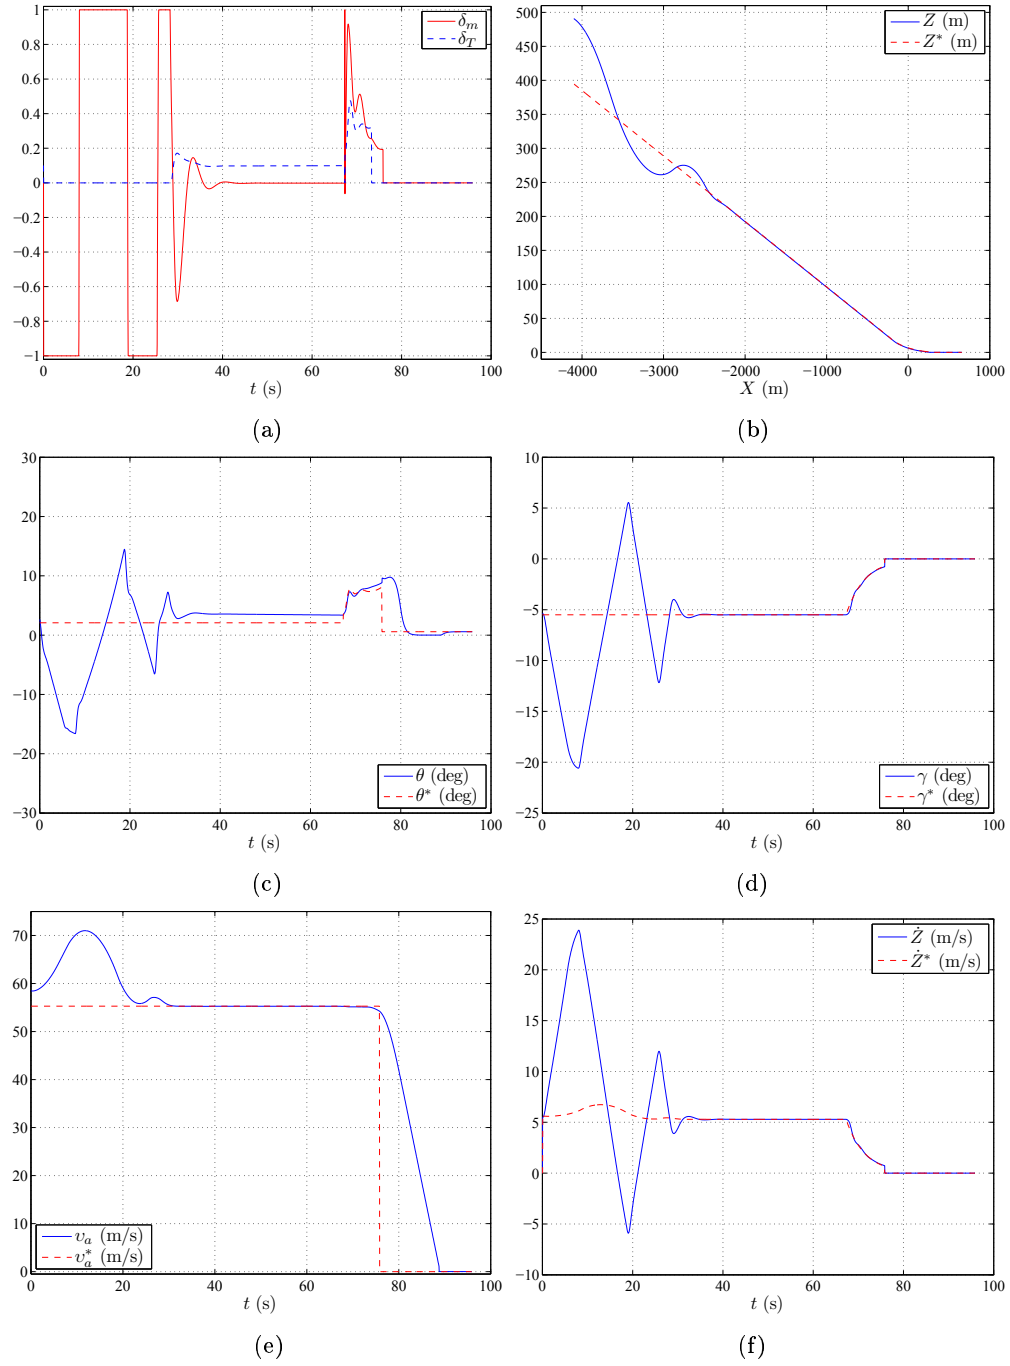 1
0.8
0.6
0.4
0.2
0
−0.2
−0.4
−0.6
−0.8
−1
0 20 40 60 80 100
δ_m
δ_T
t (s)
(a)
500
450
400
350
300
250
200
150
100
50
0
−4000 −3000 −2000 −1000 0 1000
Z (m)
Z* (m)
X (m)
(b)
30
20
10
0
−10
−20
−30
0 20 40 60 80 100
θ (deg)
θ* (deg)
t (s)
(c)
10
5
0
−5
−10
−15
−20
−25
0 20 40 60 80 100
γ (deg)
γ* (deg)
t (s)
(d)
70
60
50
40
30
20
10
0
0 20 40 60 80 100
v_a (m/s)
v_a* (m/s)
t (s)
(e)
25
20
15
10
5
0
−5
−10
0 20 40 60 80 100
Ż (m/s)
Ż* (m/s)
t (s)
(f)